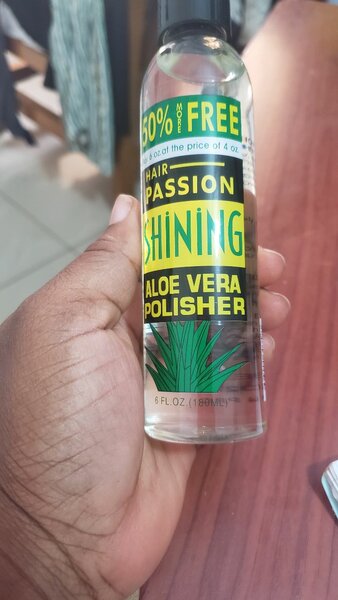 50% MORE FREE
6 oz. at the price of 4 oz.
HAIR
PASSION
SHiNiNG
ALOE VERA
POLISHER
6 FL.OZ.(180ML)